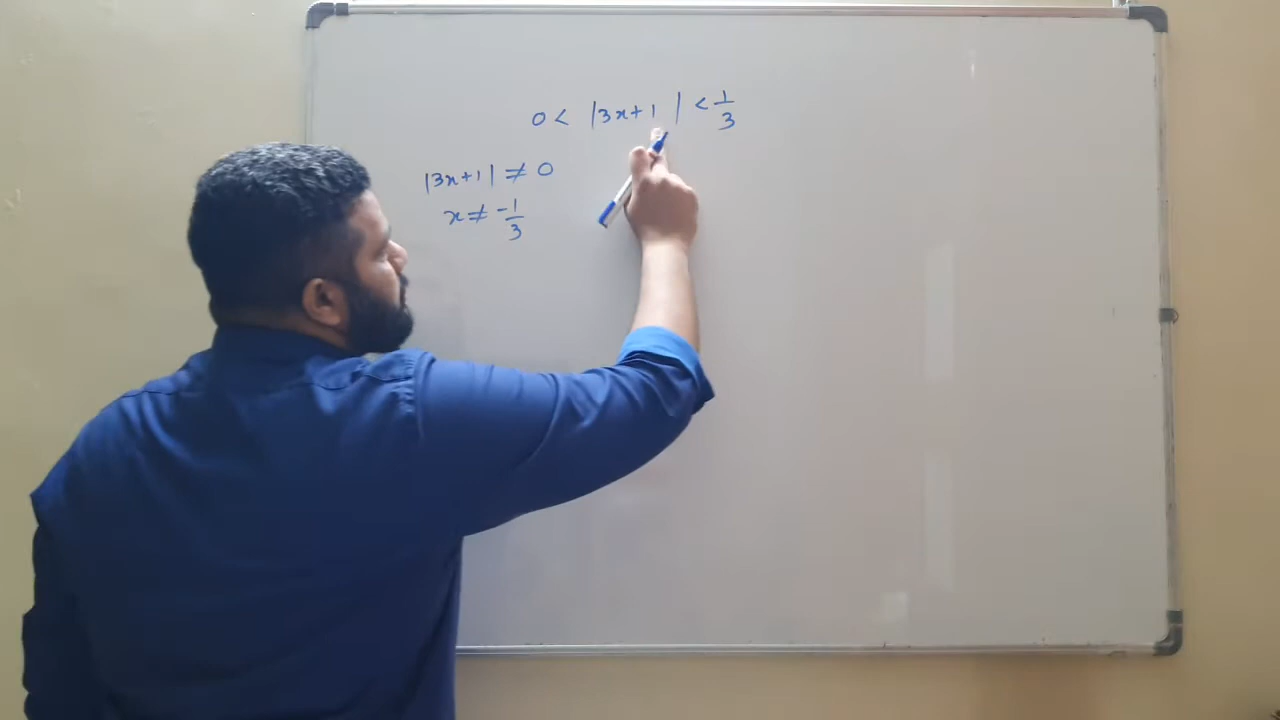 0 < |3x+1| < 1/3
|3x+1| ≠ 0
x ≠ -1/3